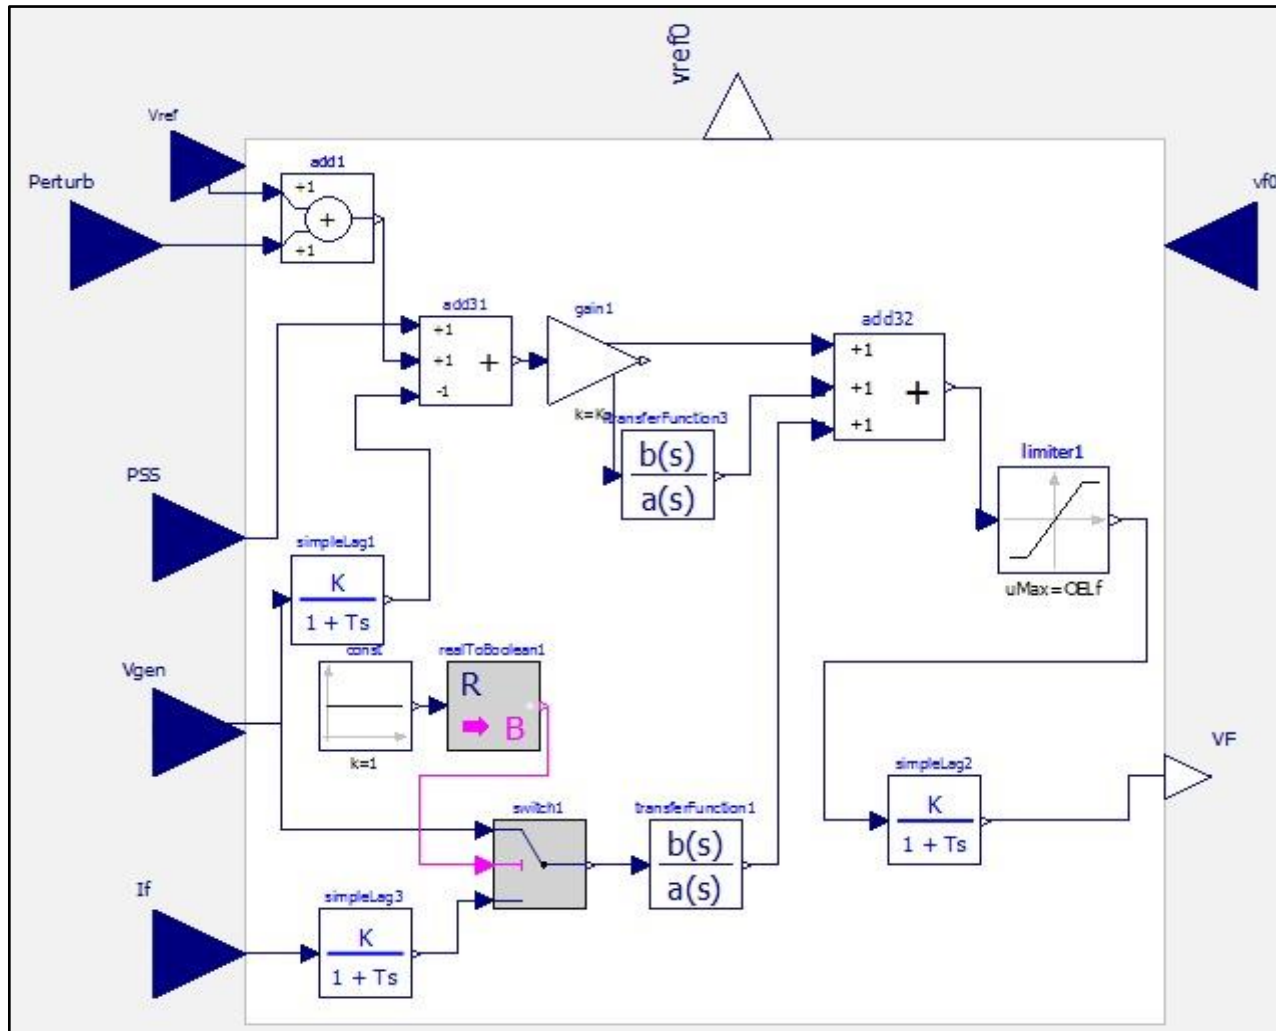 vref0
Vref
add1
Perturb
+1
+
+1
vf0
add31
gain1
add32
+1
+1
-1
+
+1
+1
+1
+
k=K
transferFunction3
b(s)
a(s)
limiter1
uMax=OELf
PSS
simpleLag1
K
1 + Ts
const
realToBoolean1
R
B
k=1
Vgen
VF
simpleLag2
K
1 + Ts
switch1
transferFunction1
b(s)
a(s)
If
simpleLag3
K
1 + Ts